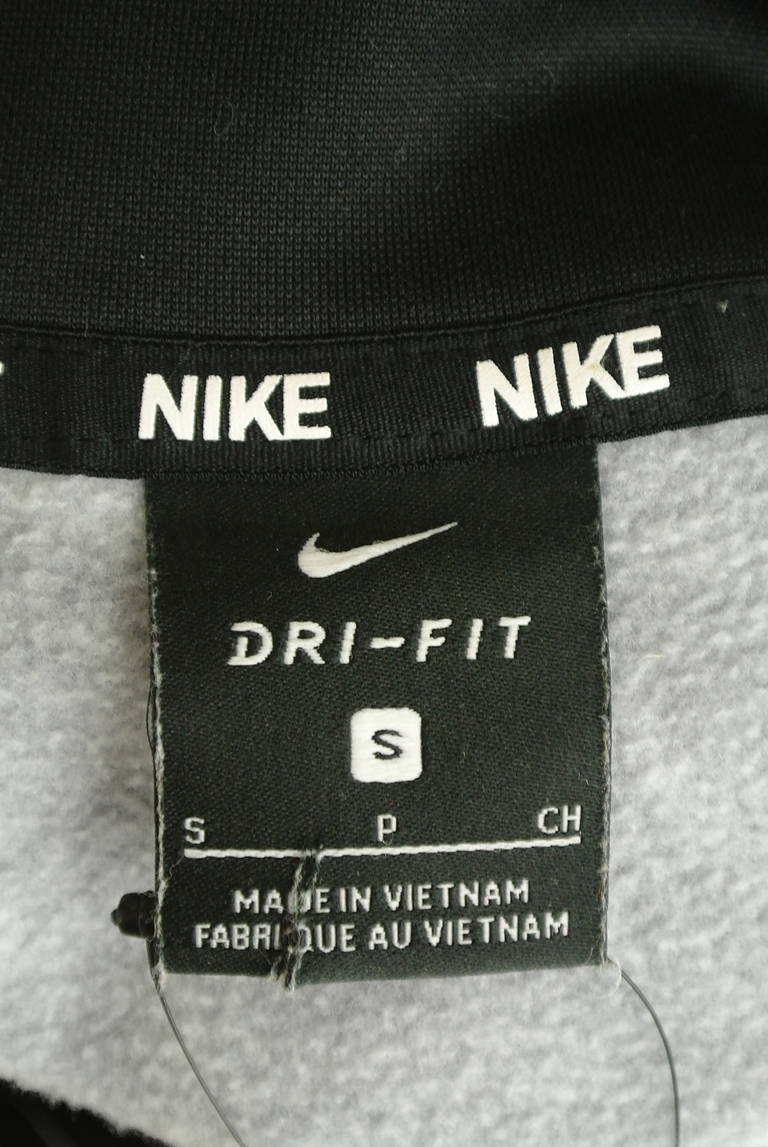 NIKE NIKE
DRI-FIT
S
S P CH
MADE IN VIETNAM
FABRIQUE AU VIETNAM